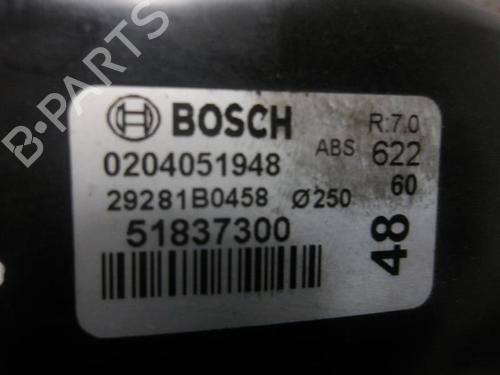 BOSCH R:7.0
0204051948 ABS 622
29281B0458 Ø250 60
51837300 48
B-PARTS